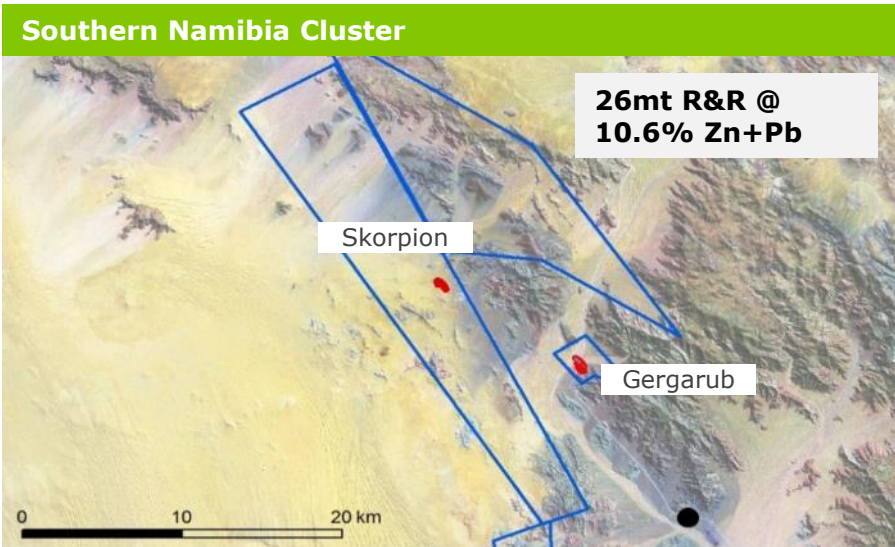 Southern Namibia Cluster
26mt R&R @
10.6% Zn+Pb
Skorpion
Gergarub
0 10 20 km